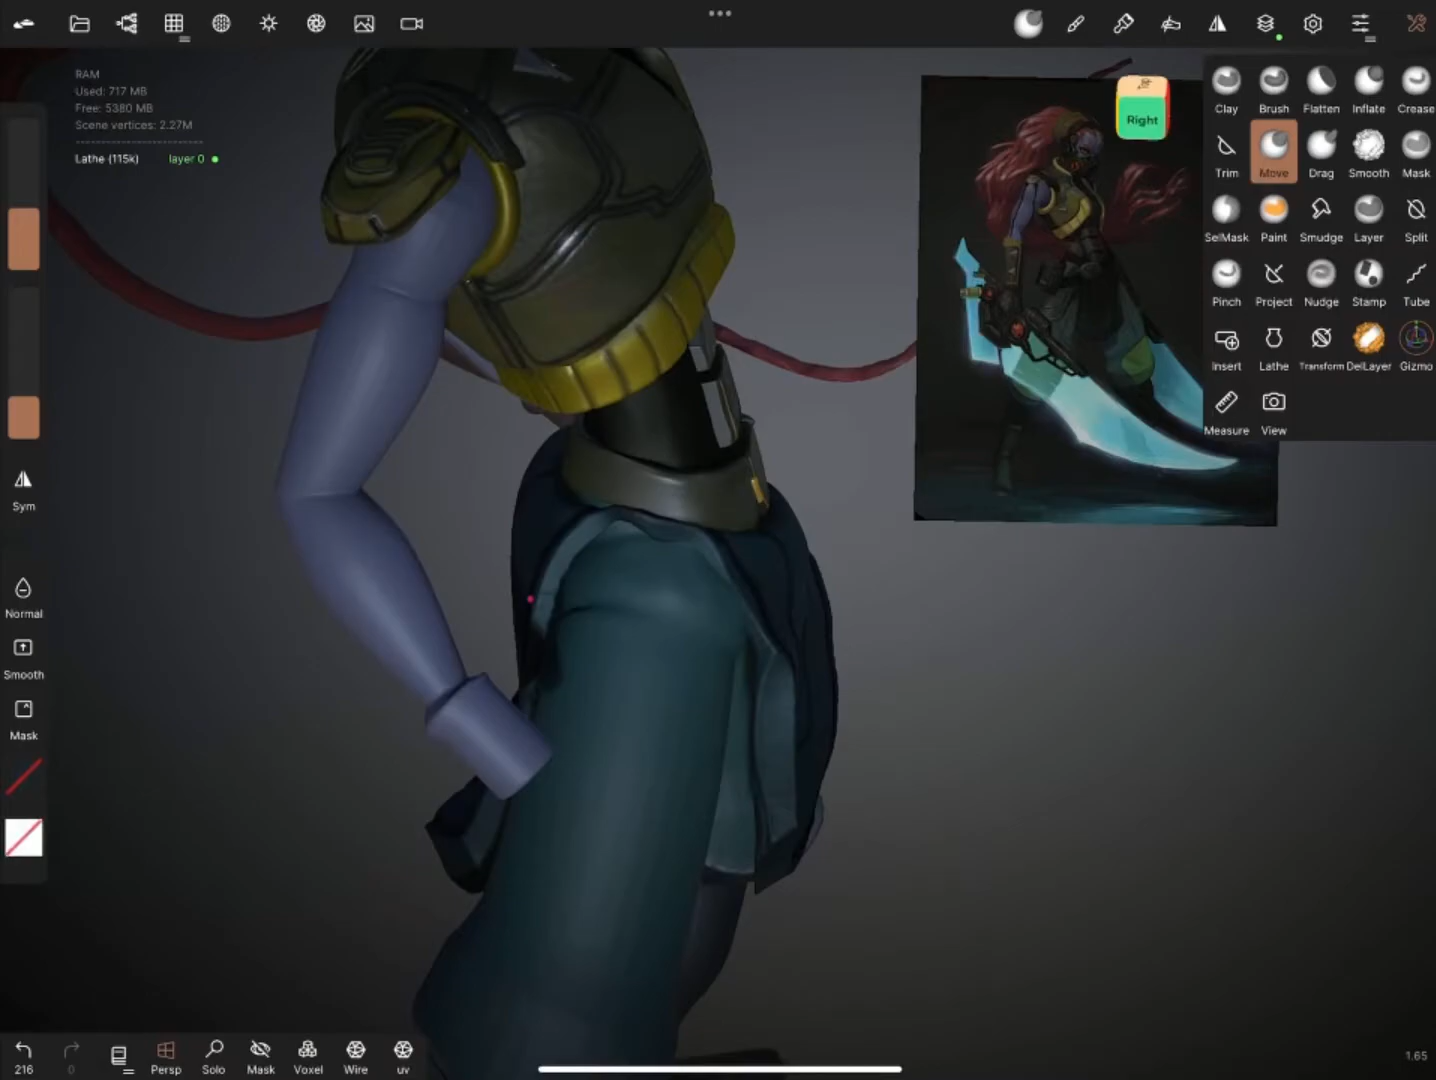 RAM
Used: 717 MB
Free: 5380 MB
Scene vertices: 2.27M
Lathe (115k) layer 0
Right
Clay Brush Flatten Inflate Crease
Trim Move Drag Smooth Mask
SelMask Paint Smudge Layer Split
Pinch Project Nudge Stamp Tube
Insert Lathe Transform DelLayer Gizmo
Measure View
Sym
Normal
Smooth
Mask
216 0 Persp Solo Mask Voxel Wire uv
1.65